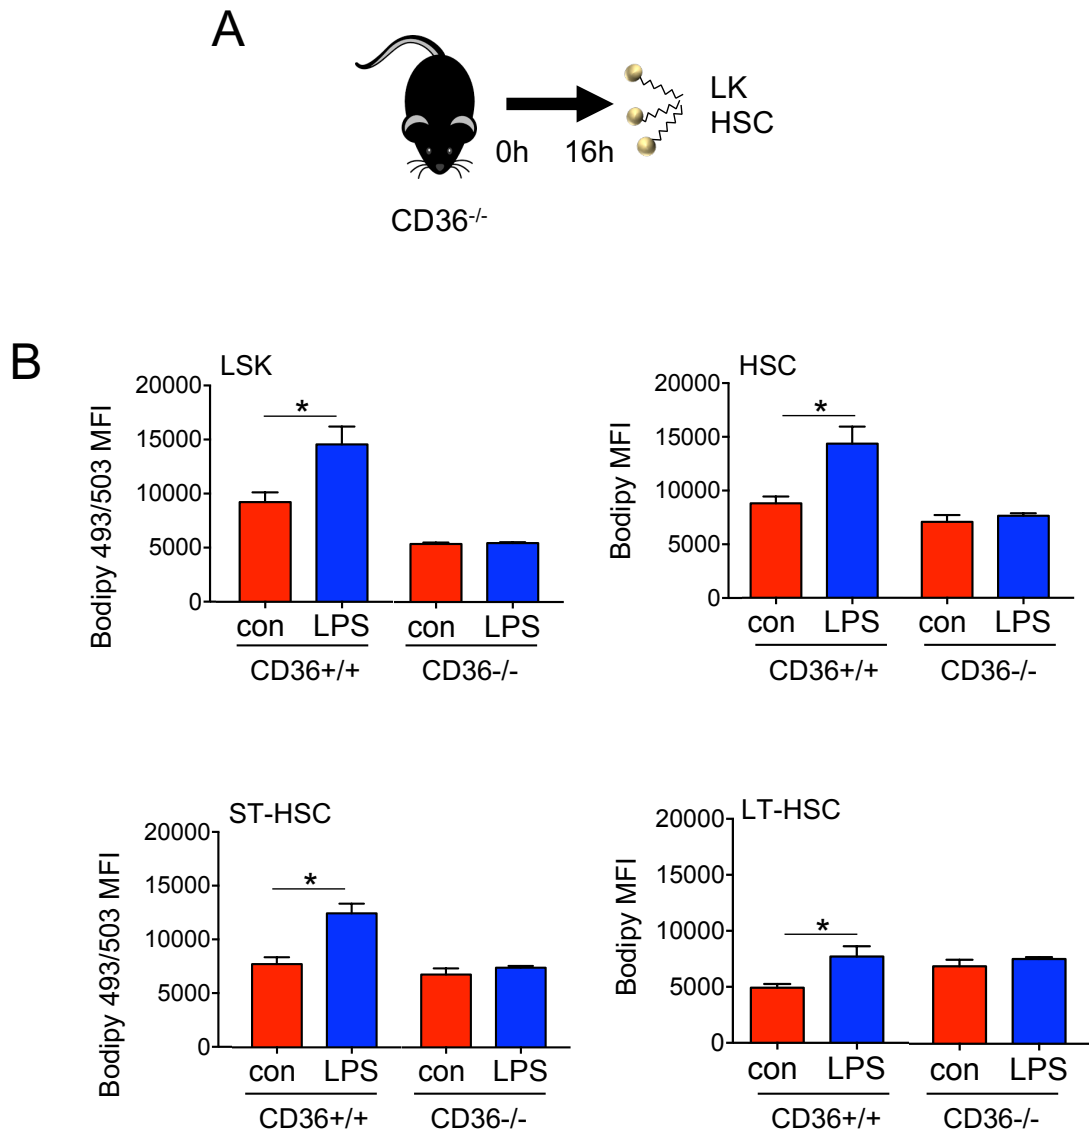 A
LK
HSC
0h 16h
CD36-/-
B
LSK
Bodipy 493/503 MFI
20000
15000
10000
5000
0
*
con LPS con LPS
CD36+/+ CD36-/-
HSC
Bodipy MFI
20000
15000
10000
5000
0
*
con LPS con LPS
CD36+/+ CD36-/-
ST-HSC
Bodipy 493/503 MFI
20000
15000
10000
5000
0
*
con LPS con LPS
CD36+/+ CD36-/-
LT-HSC
Bodipy MFI
20000
15000
10000
5000
0
*
con LPS con LPS
CD36+/+ CD36-/-